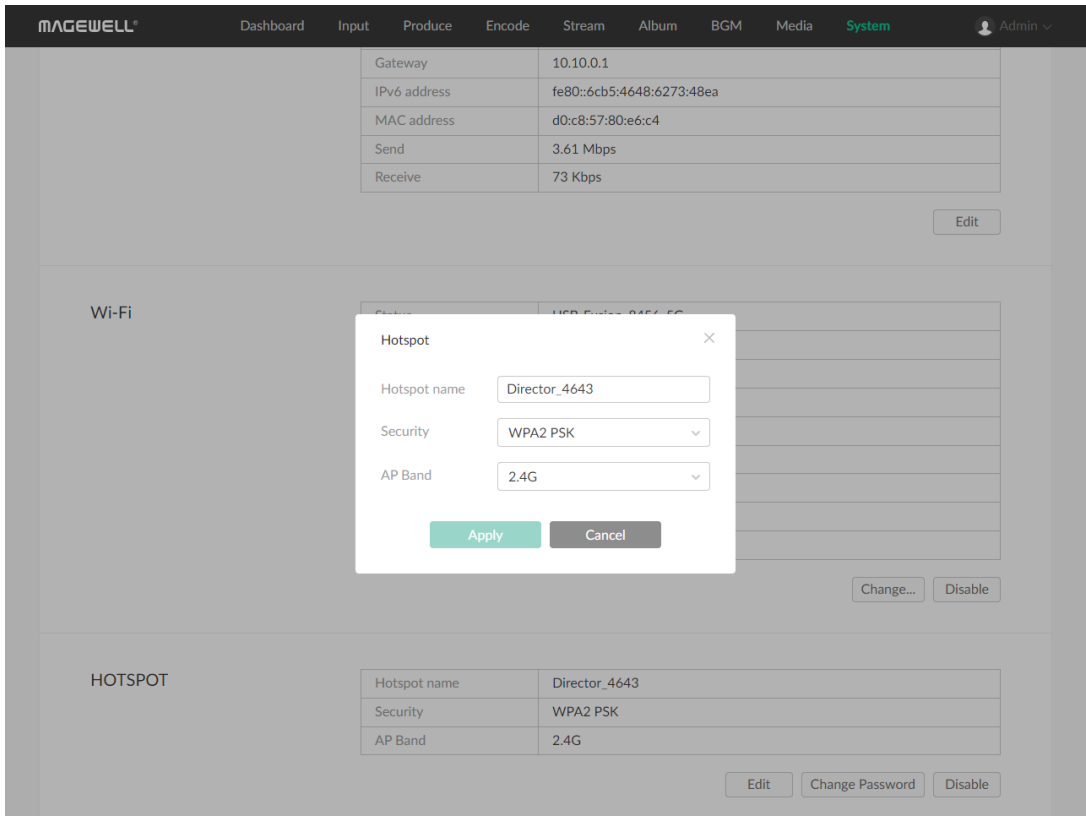 MAGEWELL® Dashboard Input Produce Encode Stream Album BGM Media System Admin
Gateway 10.10.0.1
IPv6 address fe80::6cb5:4648:6273:48ea
MAC address d0:c8:57:80:e6:c4
Send 3.61 Mbps
Receive 73 Kbps
Edit
Wi-Fi
Hotspot
Hotspot name Director_4643
Security WPA2 PSK
AP Band 2.4G
Apply Cancel
Change... Disable
HOTSPOT
Hotspot name Director_4643
Security WPA2 PSK
AP Band 2.4G
Edit Change Password Disable